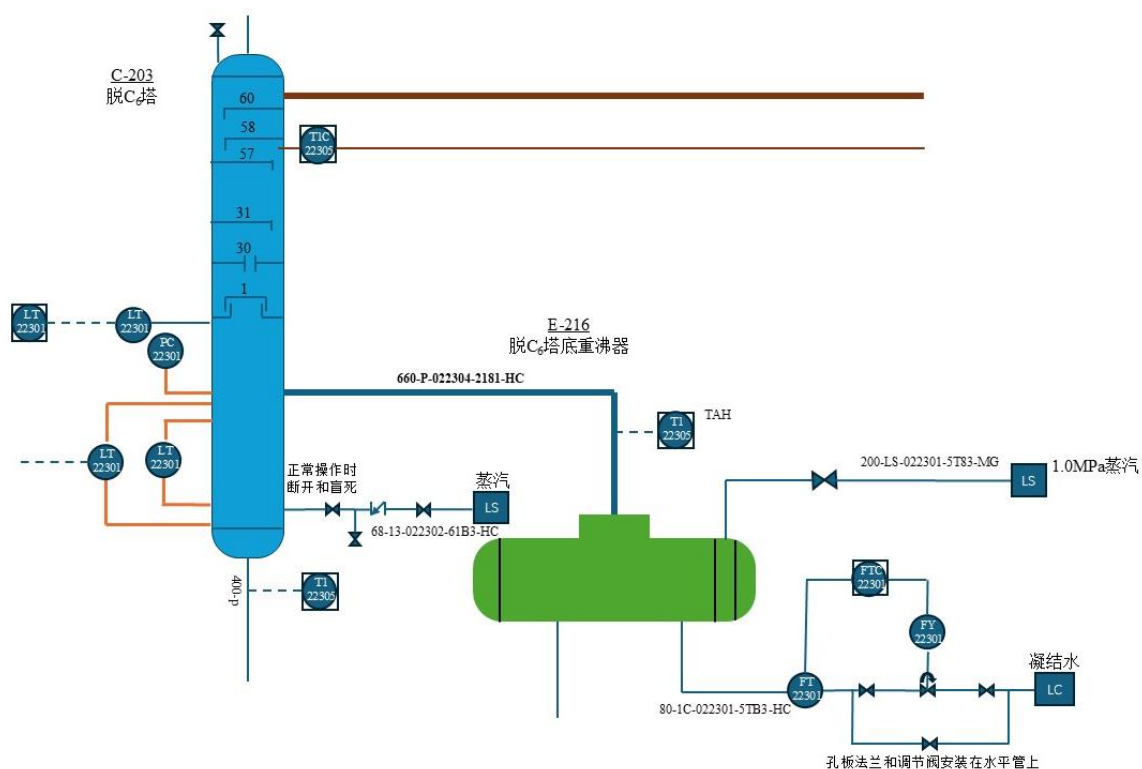 C-203
脱C₆塔
60
58
57
T1C
22305
31
30
1
LT
22301
LT
22301
PC
22301
E-216
脱C₆塔底重沸器
660-P-022304-2181-HC
T1
22305
TAH
LT
22301
LT
22301
正常操作时
断开和盲死
蒸汽
LS
68-13-022302-61B3-HC
200-LS-022301-5T83-MG
LS
1.0MPa蒸汽
400-p
T1
22305
FTC
22301
FY
22301
FT
22301
凝结水
LC
80-1C-022301-5TB3-HC
孔板法兰和调节阀安装在水平管上